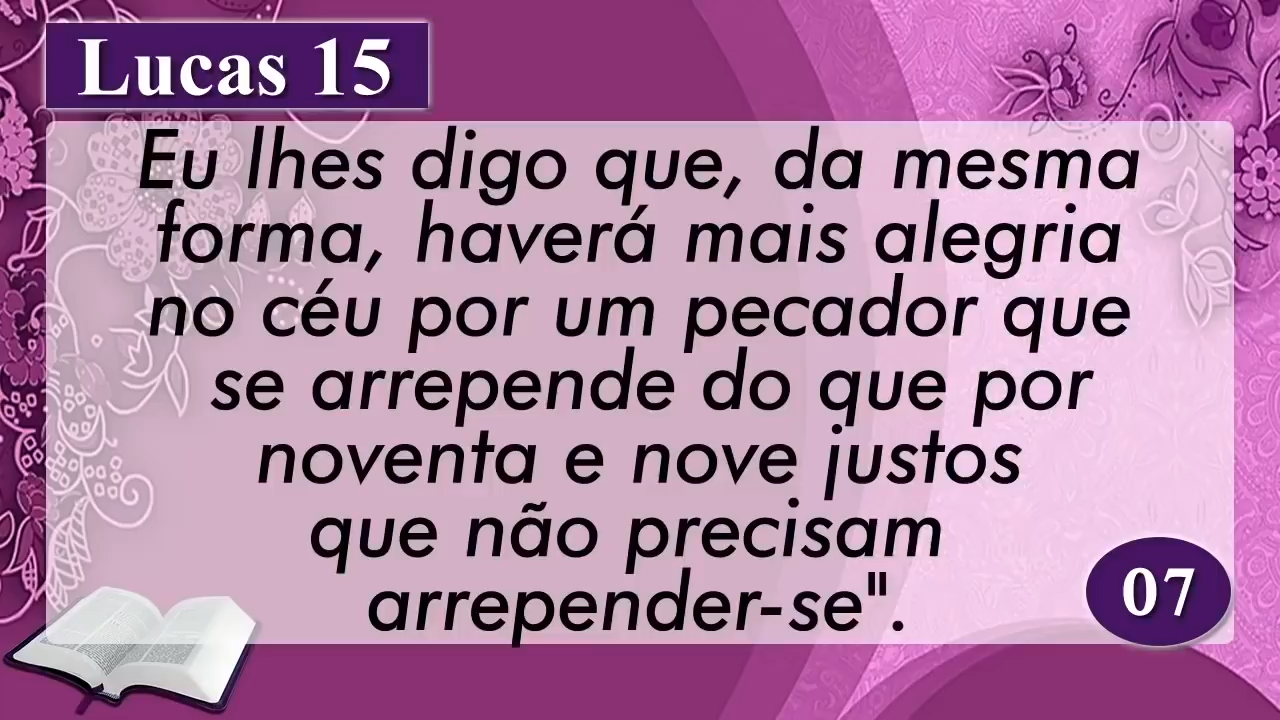 Lucas 15
Eu lhes digo que, da mesma
forma, haverá mais alegria
no céu por um pecador que
se arrepende do que por
noventa e nove justos
que não precisam
arrepender-se".
07